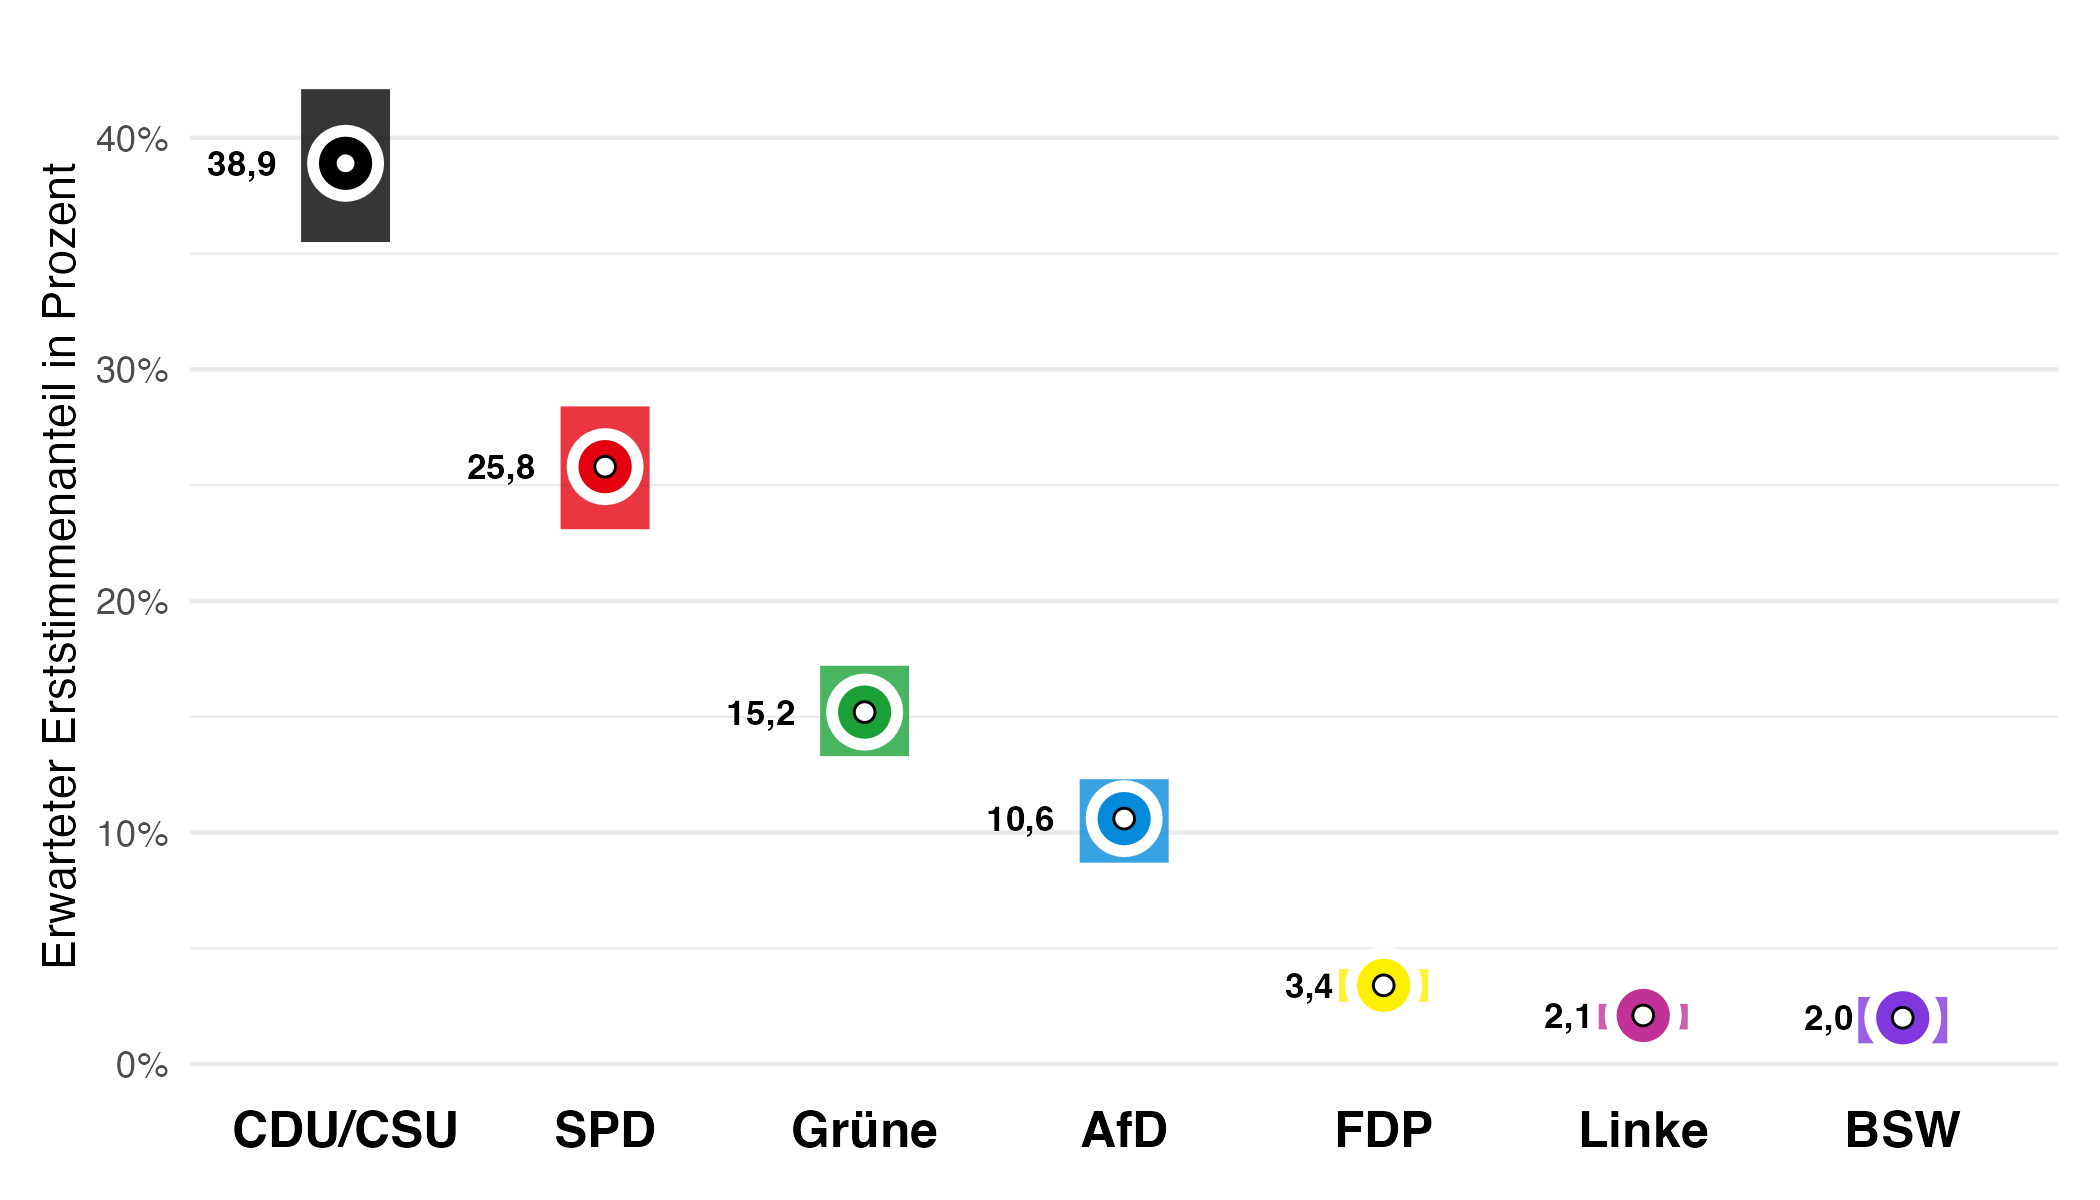 Erwarteter Erststimmenanteil in Prozent
40%
30%
20%
10%
0%
38,9
25,8
15,2
10,6
3,4
2,1
2,0
CDU/CSU
SPD
Grüne
AfD
FDP
Linke
BSW